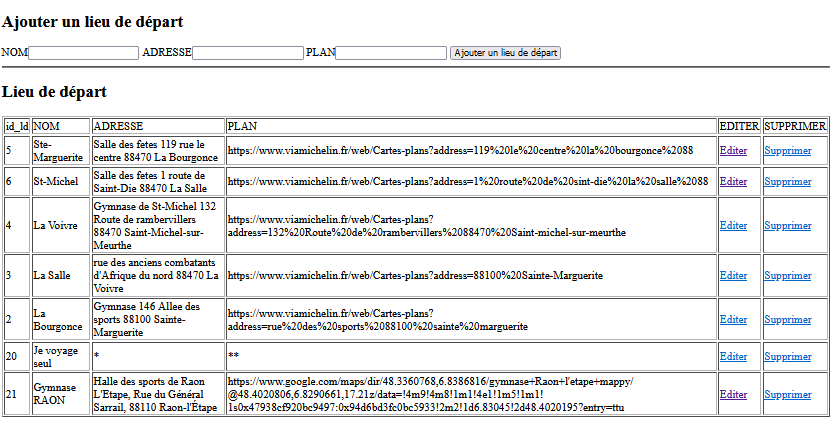 Ajouter un lieu de départ
NOM ADRESSE PLAN Ajouter un lieu de départ
Lieu de départ
id_ld NOM ADRESSE PLAN EDITER SUPPRIMER
5 Ste-Marguerite Salle des fetes 119 rue le centre 88470 La Bourgonce https://www.viamichelin.fr/web/Cartes-plans?address=119%20le%20centre%20la%20bourgonce%2088 Editer Supprimer
6 St-Michel Salle des fetes 1 route de Saint-Die 88470 La Salle https://www.viamichelin.fr/web/Cartes-plans?address=1%20route%20de%20sint-die%20la%20salle%2088 Editer Supprimer
4 La Voivre Gymnase de St-Michel 132 Route de rambervillers 88470 Saint-Michel-sur-Meurthe https://www.viamichelin.fr/web/Cartes-plans?address=132%20Route%20de%20rambervillers%2088470%20Saint-michel-sur-meurthe Editer Supprimer
3 La Salle rue des anciens combatants d'Afrique du nord 88470 La Voivre https://www.viamichelin.fr/web/Cartes-plans?address=88100%20Sainte-Marguerite Editer Supprimer
2 La Bourgonce Gymnase 146 Allee des sports 88100 Sainte-Marguerite https://www.viamichelin.fr/web/Cartes-plans?address=rue%20des%20sports%2088100%20sainte%20marguerite Editer Supprimer
20 Je voyage seul * ** Editer Supprimer
21 Gymnase RAON Halle des sports de Raon L'Etape, Rue du Général Sarrail, 88110 Raon-l'Étape https://www.google.com/maps/dir/48.3360768,6.8386816/gymnase+Raon+l'etape+mappy/@48.4020806,6.8290661,17.21z/data=!4m9!4m8!1m1!4e1!1m5!1m1!1s0x47938cf920bc9497:0x94d6bd3fe0bc5933!2m2!1d6.83045!2d48.4020195?entry=ttu Editer Supprimer